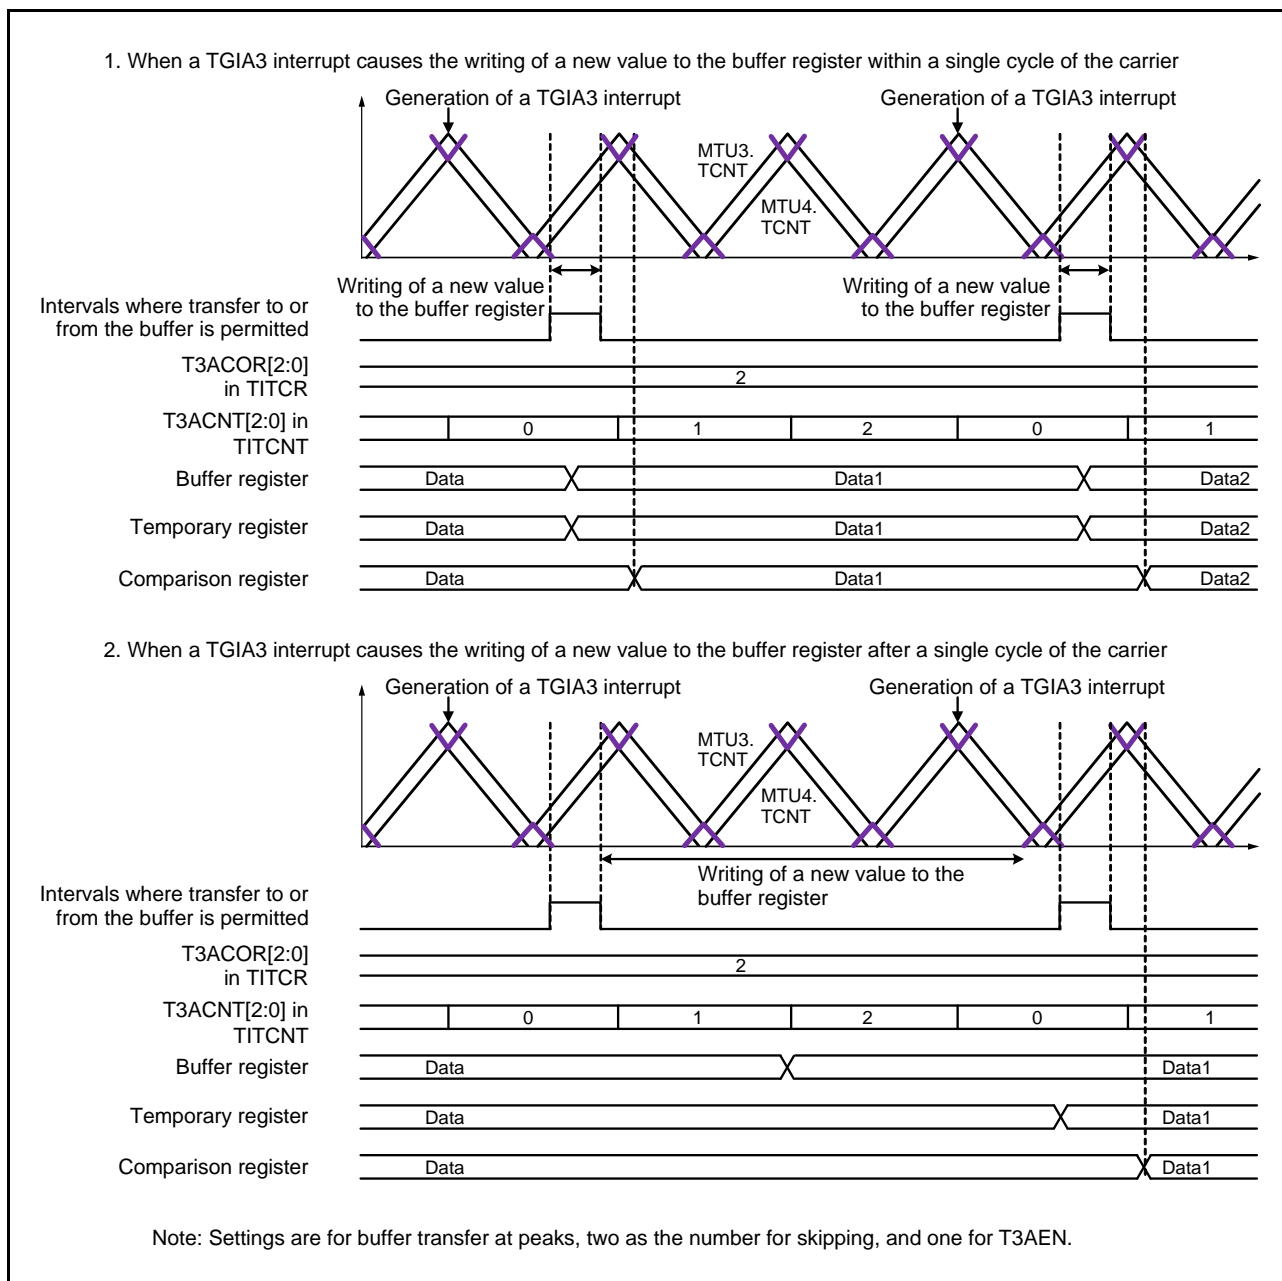 1. When a TGIA3 interrupt causes the writing of a new value to the buffer register within a single cycle of the carrier
Generation of a TGIA3 interrupt
Generation of a TGIA3 interrupt
MTU3.
TCNT
MTU4.
TCNT
Writing of a new value
to the buffer register
Writing of a new value
to the buffer register
Intervals where transfer to or
from the buffer is permitted
T3ACOR[2:0]
in TITCR
2
T3ACNT[2:0] in
TITCNT
0 1 2 0 1
Buffer register Data Data1 Data2
Temporary register Data Data1 Data2
Comparison register Data Data1 Data2
2. When a TGIA3 interrupt causes the writing of a new value to the buffer register after a single cycle of the carrier
Generation of a TGIA3 interrupt
Generation of a TGIA3 interrupt
MTU3.
TCNT
MTU4.
TCNT
Writing of a new value to the
buffer register
Intervals where transfer to or
from the buffer is permitted
T3ACOR[2:0]
in TITCR
2
T3ACNT[2:0] in
TITCNT
0 1 2 0 1
Buffer register Data Data1
Temporary register Data Data1
Comparison register Data Data1
Note: Settings are for buffer transfer at peaks, two as the number for skipping, and one for T3AEN.